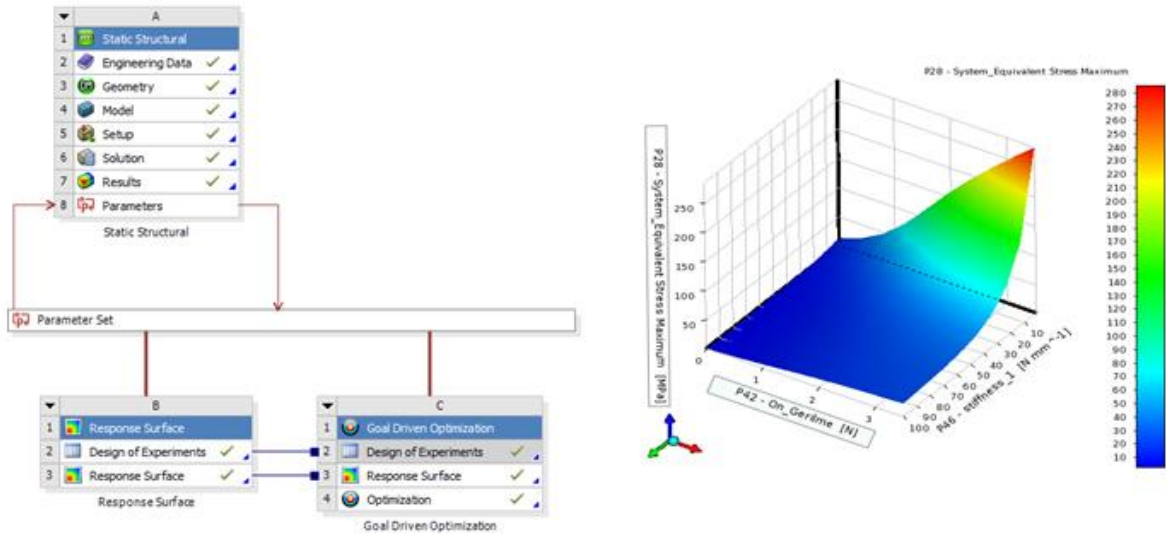 A
1 Static Structural
2 Engineering Data
3 Geometry
4 Model
5 Setup
6 Solution
7 Results
8 Parameters
Static Structural
Parameter Set
B
1 Response Surface
2 Design of Experiments
3 Response Surface
Response Surface
C
1 Goal Driven Optimization
2 Design of Experiments
3 Response Surface
4 Optimization
Goal Driven Optimization
P28 - System_Equivalent Stress Maximum
280
270
260
250
240
230
220
210
200
190
180
170
160
150
140
130
120
110
100
90
80
70
60
50
40
30
20
10
P28 - System_Equivalent Stress Maximum [MPa]
250
200
150
100
50
0
1
2
3
P42 - On_Gerilme [N]
10
20
30
40
50
60
70
80
90
100
P46 - stiffness_1 [N mm^-1]